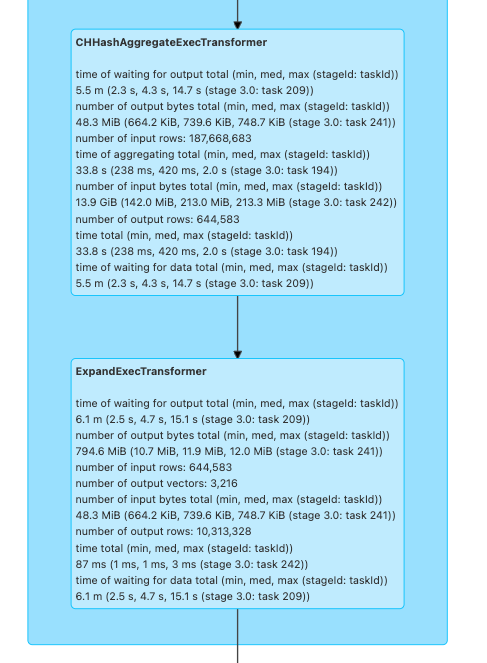 CHHashAggregateExecTransformer
time of waiting for output total (min, med, max (stageId: taskId))
5.5 m (2.3 s, 4.3 s, 14.7 s (stage 3.0: task 209))
number of output bytes total (min, med, max (stageId: taskId))
48.3 MiB (664.2 KiB, 739.6 KiB, 748.7 KiB (stage 3.0: task 241))
number of input rows: 187,668,683
time of aggregating total (min, med, max (stageId: taskId))
33.8 s (238 ms, 420 ms, 2.0 s (stage 3.0: task 194))
number of input bytes total (min, med, max (stageId: taskId))
13.9 GiB (142.0 MiB, 213.0 MiB, 213.3 MiB (stage 3.0: task 242))
number of output rows: 644,583
time total (min, med, max (stageId: taskId))
33.8 s (238 ms, 420 ms, 2.0 s (stage 3.0: task 194))
time of waiting for data total (min, med, max (stageId: taskId))
5.5 m (2.3 s, 4.3 s, 14.7 s (stage 3.0: task 209))
ExpandExecTransformer
time of waiting for output total (min, med, max (stageId: taskId))
6.1 m (2.5 s, 4.7 s, 15.1 s (stage 3.0: task 209))
number of output bytes total (min, med, max (stageId: taskId))
794.6 MiB (10.7 MiB, 11.9 MiB, 12.0 MiB (stage 3.0: task 241))
number of input rows: 644,583
number of output vectors: 3,216
number of input bytes total (min, med, max (stageId: taskId))
48.3 MiB (664.2 KiB, 739.6 KiB, 748.7 KiB (stage 3.0: task 241))
number of output rows: 10,313,328
time total (min, med, max (stageId: taskId))
87 ms (1 ms, 1 ms, 3 ms (stage 3.0: task 242))
time of waiting for data total (min, med, max (stageId: taskId))
6.1 m (2.5 s, 4.7 s, 15.1 s (stage 3.0: task 209))